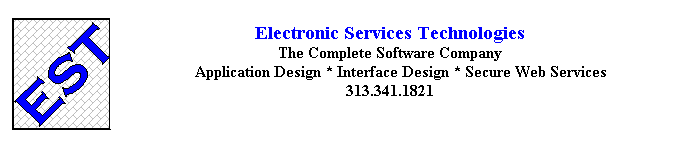 EST
Electronic Services Technologies
The Complete Software Company
Application Design * Interface Design * Secure Web Services
313.341.1821